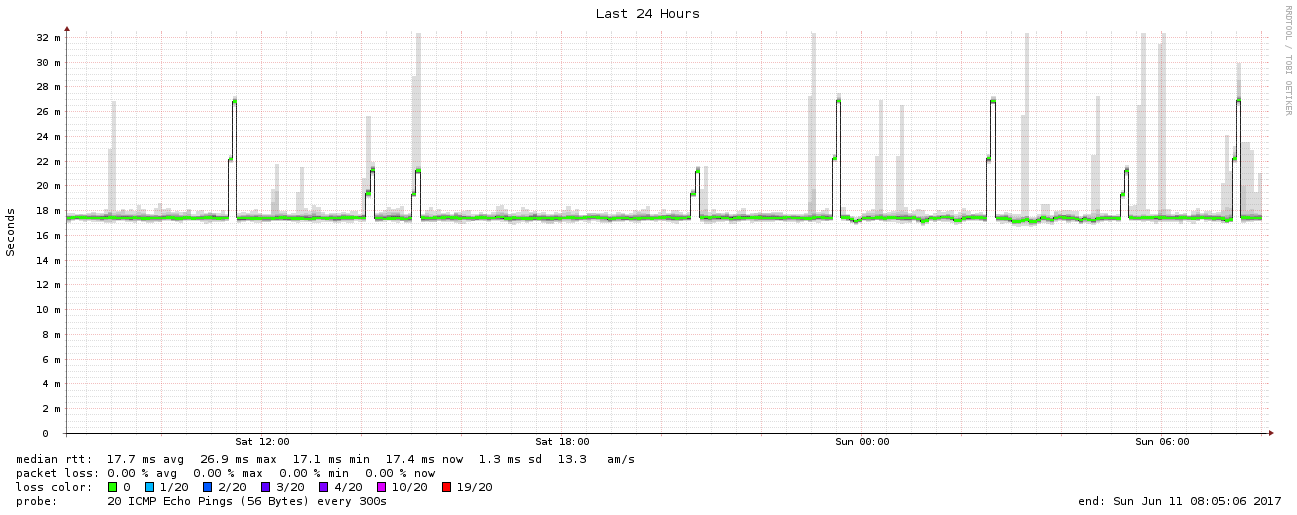 Last 24 Hours
RRDTOOL / TOBI OETIKER
32 m
30 m
28 m
26 m
24 m
22 m
20 m
18 m
16 m
14 m
12 m
10 m
8 m
6 m
4 m
2 m
0
Seconds
Sat 12:00 Sat 18:00 Sun 00:00 Sun 06:00
median rtt: 17.7 ms avg 26.9 ms max 17.1 ms min 17.4 ms now 1.3 ms sd 13.3 am/s
packet loss: 0.00 % avg 0.00 % max 0.00 % min 0.00 % now
loss color: 0 1/20 2/20 3/20 4/20 10/20 19/20
probe: 20 ICMP Echo Pings (56 Bytes) every 300s end: Sun Jun 11 08:05:06 2017